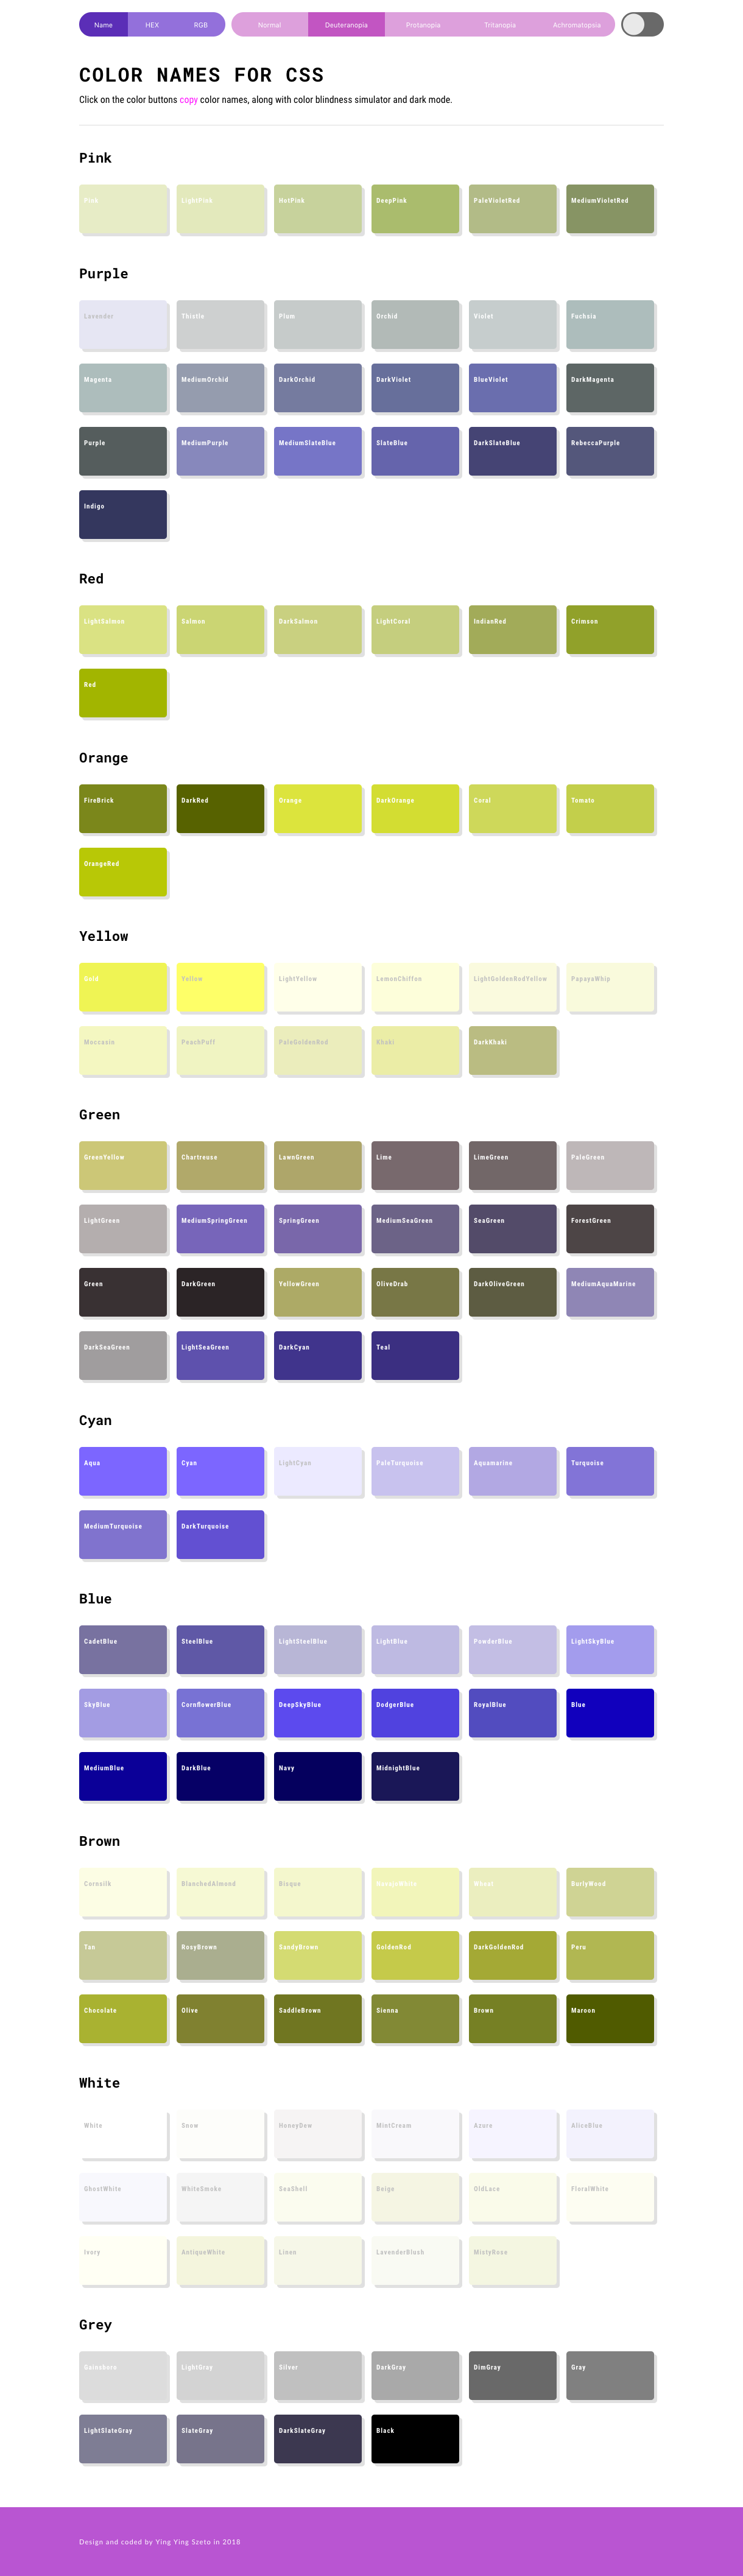 Name HEX RGB Normal Deuteranopia Protanopia Tritanopia Achromatopsia
COLOR NAMES FOR CSS
Click on the color buttons copy color names, along with color blindness simulator and dark mode.
Pink
Pink LightPink HotPink DeepPink PaleVioletRed MediumVioletRed
Purple
Lavender Thistle Plum Orchid Violet Fuchsia
Magenta MediumOrchid DarkOrchid DarkViolet BlueViolet DarkMagenta
Purple MediumPurple MediumSlateBlue SlateBlue DarkSlateBlue RebeccaPurple
Indigo
Red
LightSalmon Salmon DarkSalmon LightCoral IndianRed Crimson
Red
Orange
FireBrick DarkRed Orange DarkOrange Coral Tomato
OrangeRed
Yellow
Gold Yellow LightYellow LemonChiffon LightGoldenRodYellow PapayaWhip
Moccasin PeachPuff PaleGoldenRod Khaki DarkKhaki
Green
GreenYellow Chartreuse LawnGreen Lime LimeGreen PaleGreen
LightGreen MediumSpringGreen SpringGreen MediumSeaGreen SeaGreen ForestGreen
Green DarkGreen YellowGreen OliveDrab DarkOliveGreen MediumAquaMarine
DarkSeaGreen LightSeaGreen DarkCyan Teal
Cyan
Aqua Cyan LightCyan PaleTurquoise Aquamarine Turquoise
MediumTurquoise DarkTurquoise
Blue
CadetBlue SteelBlue LightSteelBlue LightBlue PowderBlue LightSkyBlue
SkyBlue CornflowerBlue DeepSkyBlue DodgerBlue RoyalBlue Blue
MediumBlue DarkBlue Navy MidnightBlue
Brown
Cornsilk BlanchedAlmond Bisque NavajoWhite Wheat BurlyWood
Tan RosyBrown SandyBrown GoldenRod DarkGoldenRod Peru
Chocolate Olive SaddleBrown Sienna Brown Maroon
White
White Snow HoneyDew MintCream Azure AliceBlue
GhostWhite WhiteSmoke SeaShell Beige OldLace FloralWhite
Ivory AntiqueWhite Linen LavenderBlush MistyRose
Grey
Gainsboro LightGray Silver DarkGray DimGray Gray
LightSlateGray SlateGray DarkSlateGray Black
Design and coded by Ying Ying Szeto in 2018